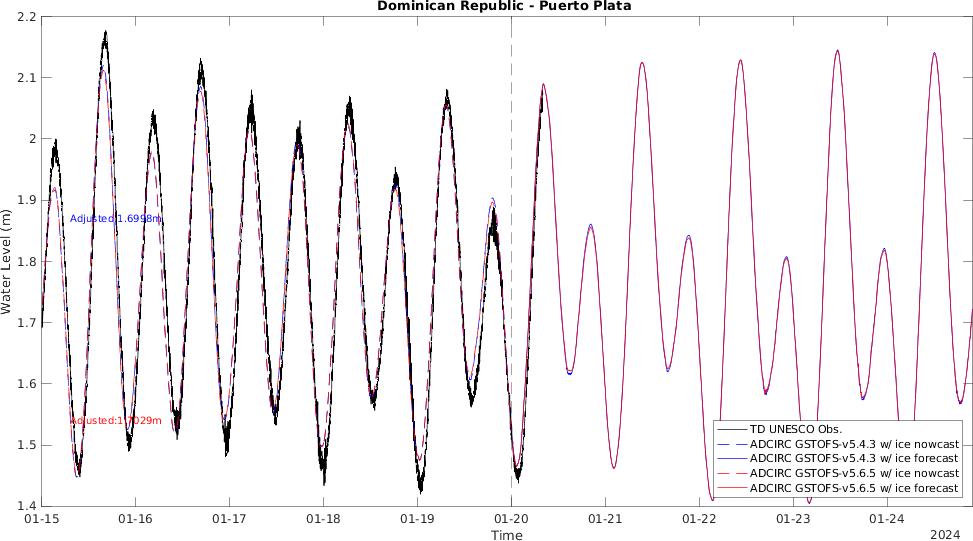 Dominican Republic - Puerto Plata
2.2
2.1
2
1.9
1.8
1.7
1.6
1.5
1.4
Water Level (m)
Adjusted:1.6998m
Adjusted:1.7029m
TD UNESCO Obs.
ADCIRC GSTOFS-v5.4.3 w/ ice nowcast
ADCIRC GSTOFS-v5.4.3 w/ ice forecast
ADCIRC GSTOFS-v5.6.5 w/ ice nowcast
ADCIRC GSTOFS-v5.6.5 w/ ice forecast
01-15 01-16 01-17 01-18 01-19 01-20 01-21 01-22 01-23 01-24
Time
2024